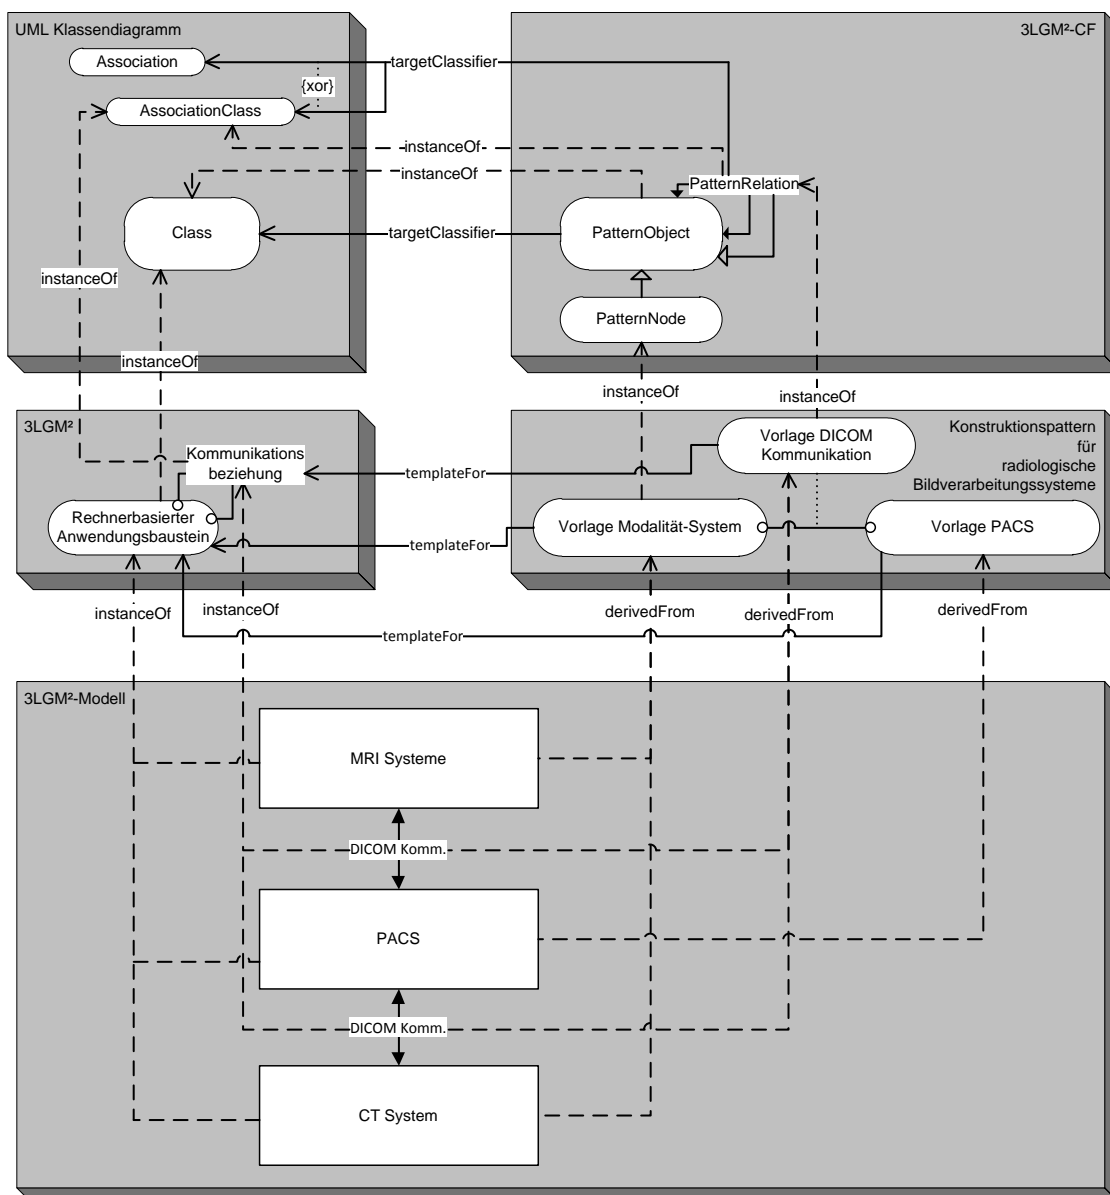 UML Klassendiagramm
3LGM²-CF
Association
targetClassifier
{xor}
AssociationClass
instanceOf
instanceOf
PatternRelation
Class
targetClassifier
PatternObject
instanceOf
PatternNode
instanceOf
instanceOf
instanceOf
3LGM²
Kommunikations
beziehung
templateFor
Vorlage DICOM
Kommunikation
Konstruktionspattern
für
radiologische
Bildverarbeitungssysteme
Rechnerbasierter
Anwendungsbaustein
templateFor
Vorlage Modalität-System
Vorlage PACS
instanceOf
instanceOf
derivedFrom
derivedFrom
derivedFrom
templateFor
3LGM²-Modell
MRI Systeme
DICOM Komm.
PACS
DICOM Komm.
CT System